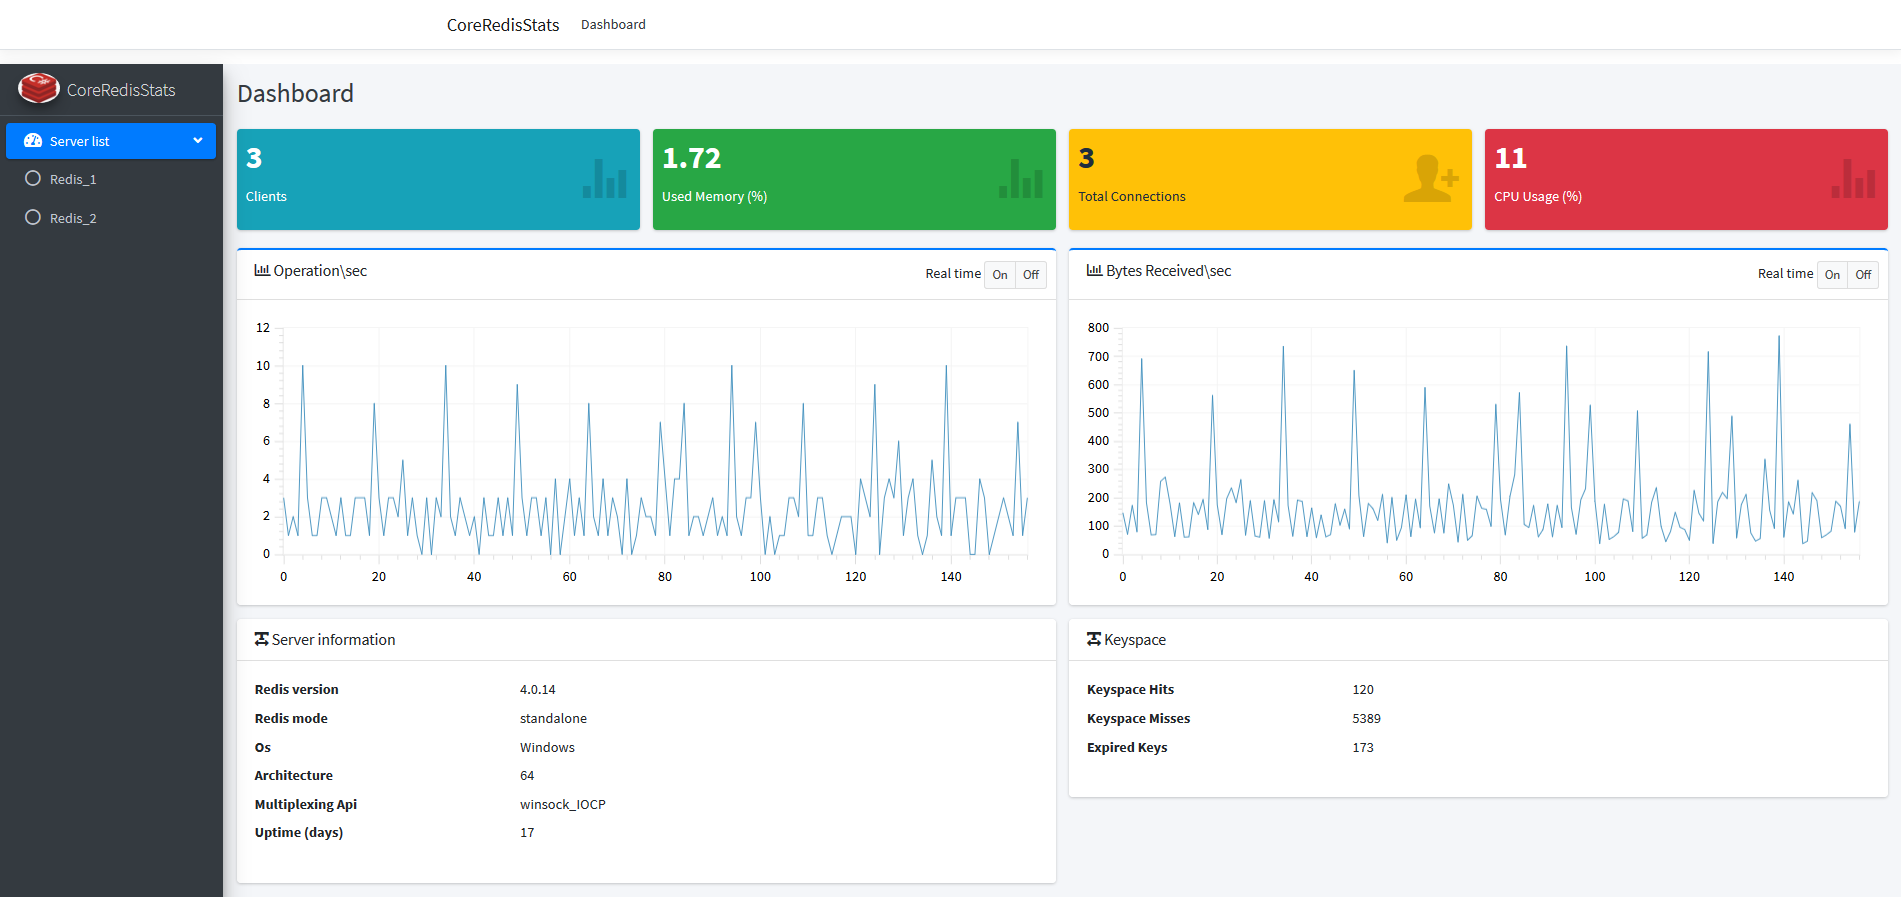 CoreRedisStats Dashboard
CoreRedisStats
Server list
Redis_1
Redis_2
Dashboard
3
Clients
1.72
Used Memory (%)
3
Total Connections
11
CPU Usage (%)
Operation\sec
Real time On Off
12
10
8
6
4
2
0
0 20 40 60 80 100 120 140
Bytes Received\sec
Real time On Off
800
700
600
500
400
300
200
100
0
0 20 40 60 80 100 120 140
Server information
Redis version 4.0.14
Redis mode standalone
Os Windows
Architecture 64
Multiplexing Api winsock_IOCP
Uptime (days) 17
Keyspace
Keyspace Hits 120
Keyspace Misses 5389
Expired Keys 173